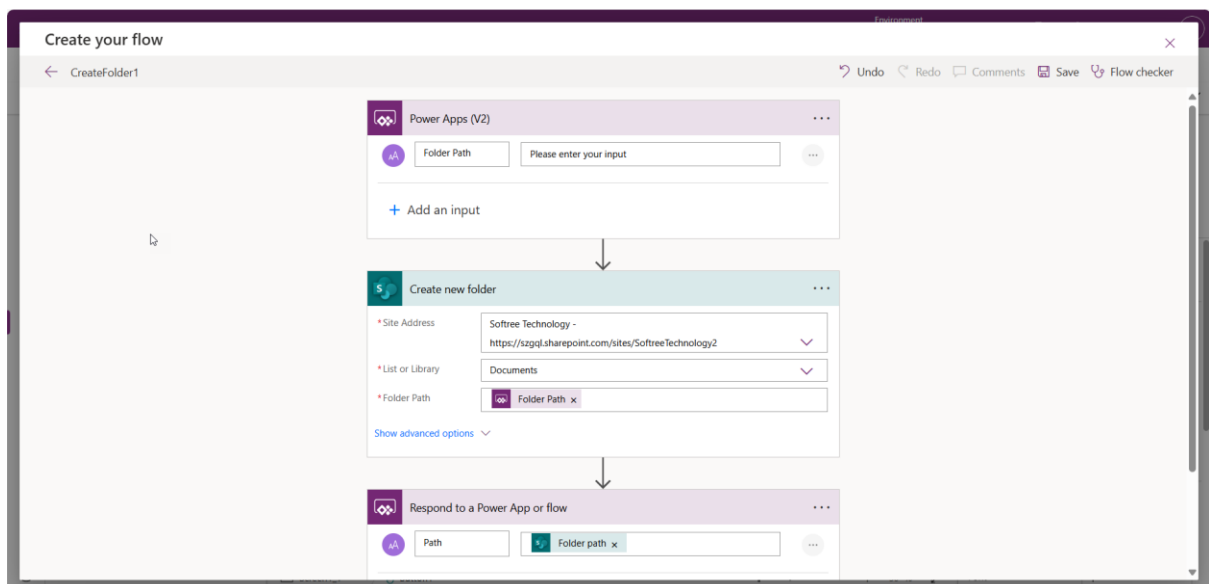 Environment
Create your flow
CreateFolder1
Undo Redo Comments Save Flow checker
Power Apps (V2)
AA Folder Path Please enter your input
Add an input
Create new folder
*Site Address Softree Technology -
https://szgql.sharepoint.com/sites/SoftreeTechnology2
*List or Library Documents
*Folder Path Folder Path x
Show advanced options
Respond to a Power App or flow
AA Path Folder path x